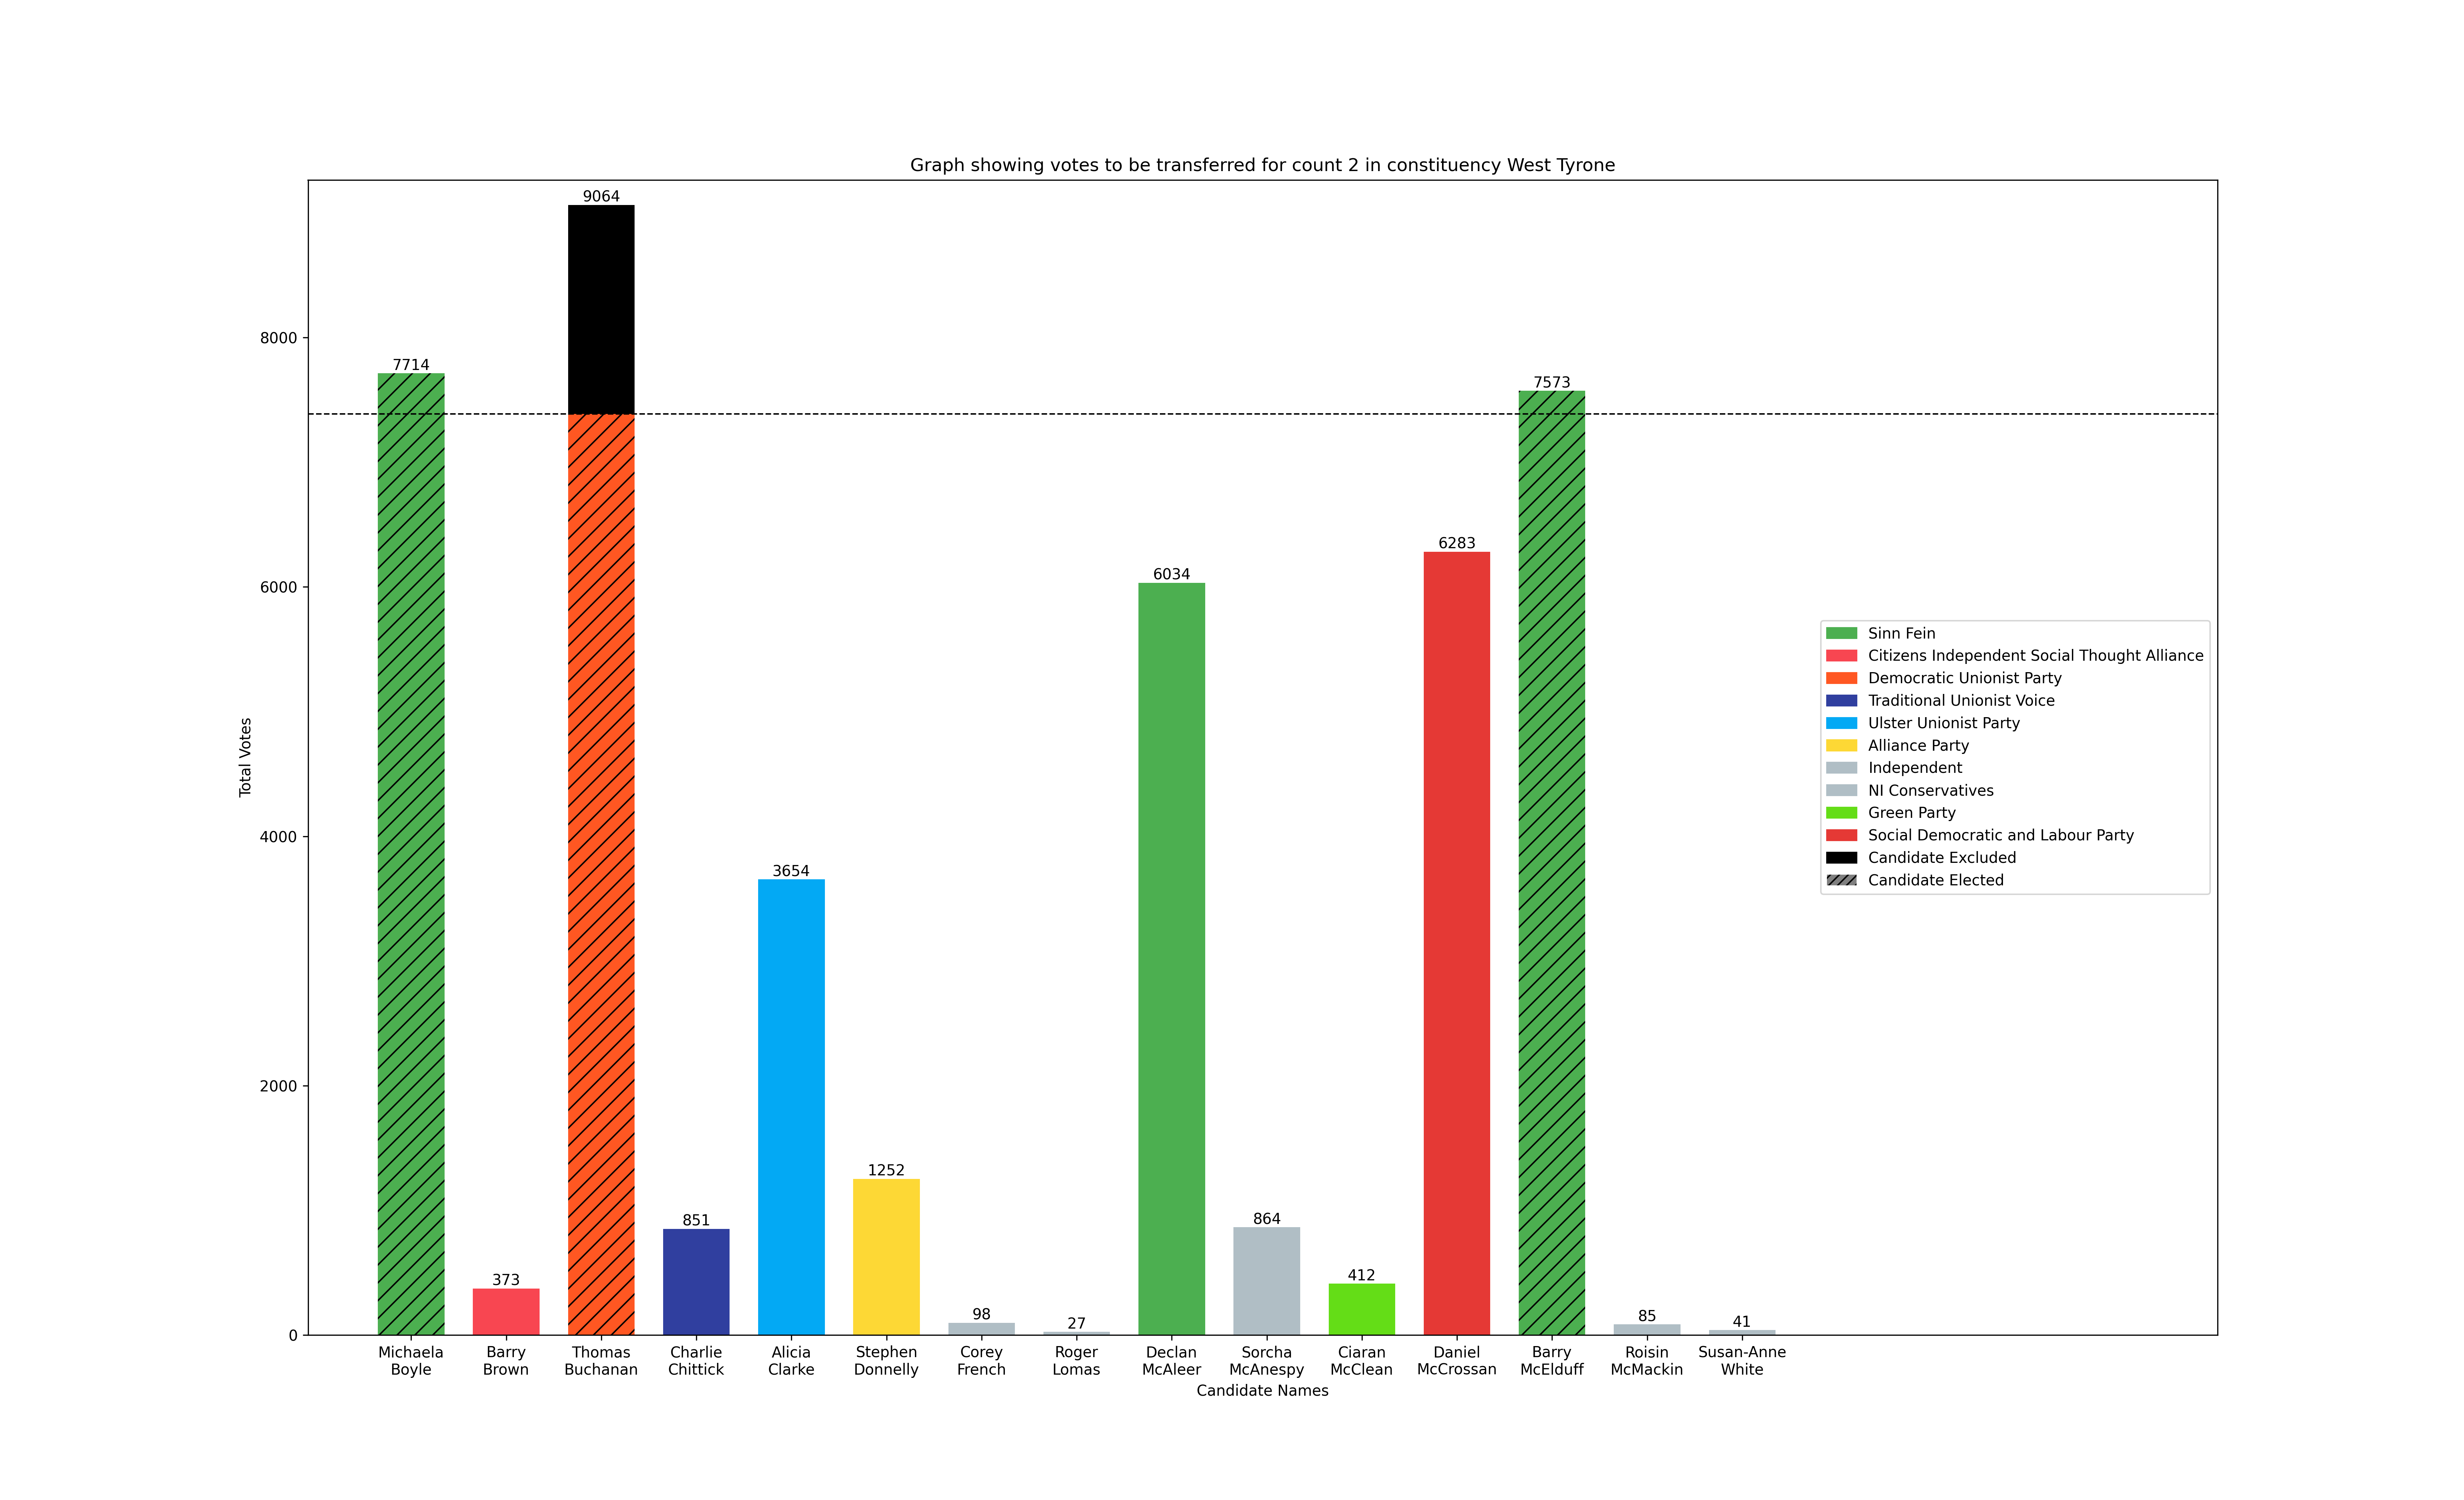 Graph showing votes to be transferred for count 2 in constituency West Tyrone
9064
7714
7573
6283
6034
3654
1252
864
851
412
373
98
85
41
27
8000
6000
4000
2000
0
Total Votes
Sinn Fein
Citizens Independent Social Thought Alliance
Democratic Unionist Party
Traditional Unionist Voice
Ulster Unionist Party
Alliance Party
Independent
NI Conservatives
Green Party
Social Democratic and Labour Party
Candidate Excluded
Candidate Elected
Michaela
Boyle
Barry
Brown
Thomas
Buchanan
Charlie
Chittick
Alicia
Clarke
Stephen
Donnelly
Corey
French
Roger
Lomas
Declan
McAleer
Sorcha
McAnespy
Ciaran
McClean
Daniel
McCrossan
Barry
McElduff
Roisin
McMackin
Susan-Anne
White
Candidate Names